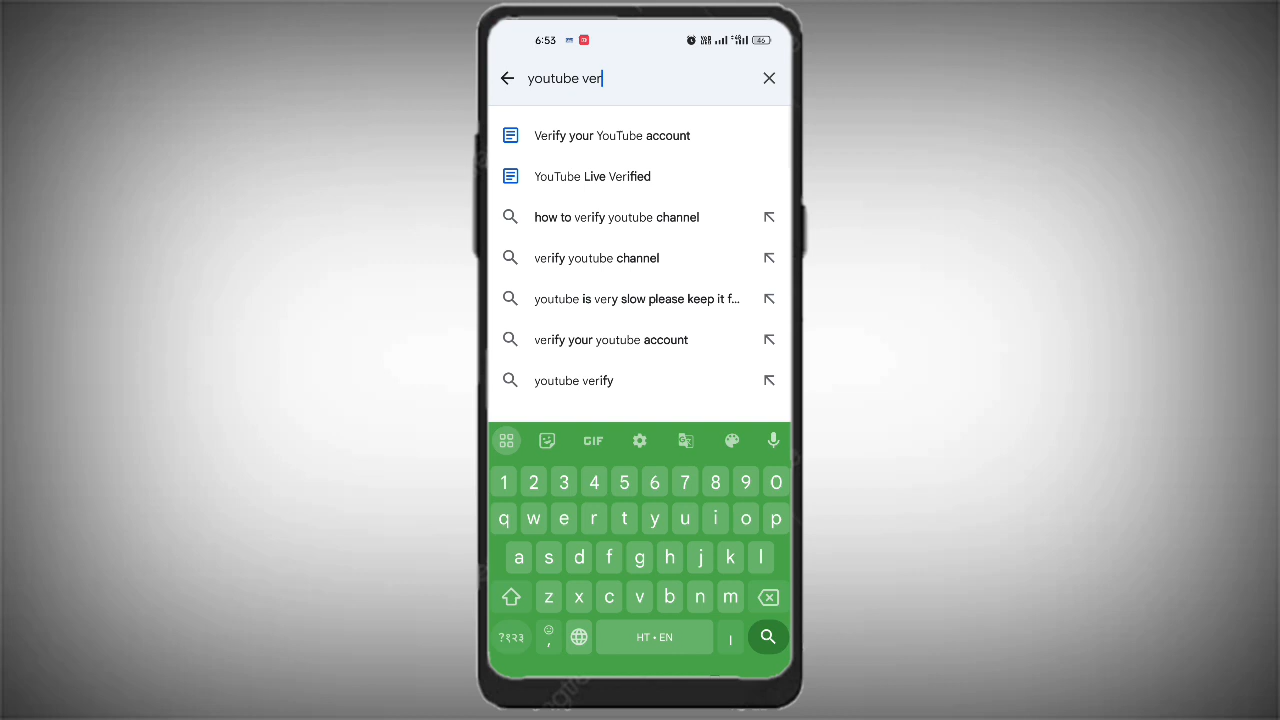 6:53
46
youtube ver
Verify your YouTube account
YouTube Live Verified
how to verify youtube channel
verify youtube channel
youtube is very slow please keep it f...
verify your youtube account
youtube verify
GIF
1 2 3 4 5 6 7 8 9 0
q w e r t y u i o p
a s d f g h j k l
z x c v b n m
?१२३ , HT • EN ।